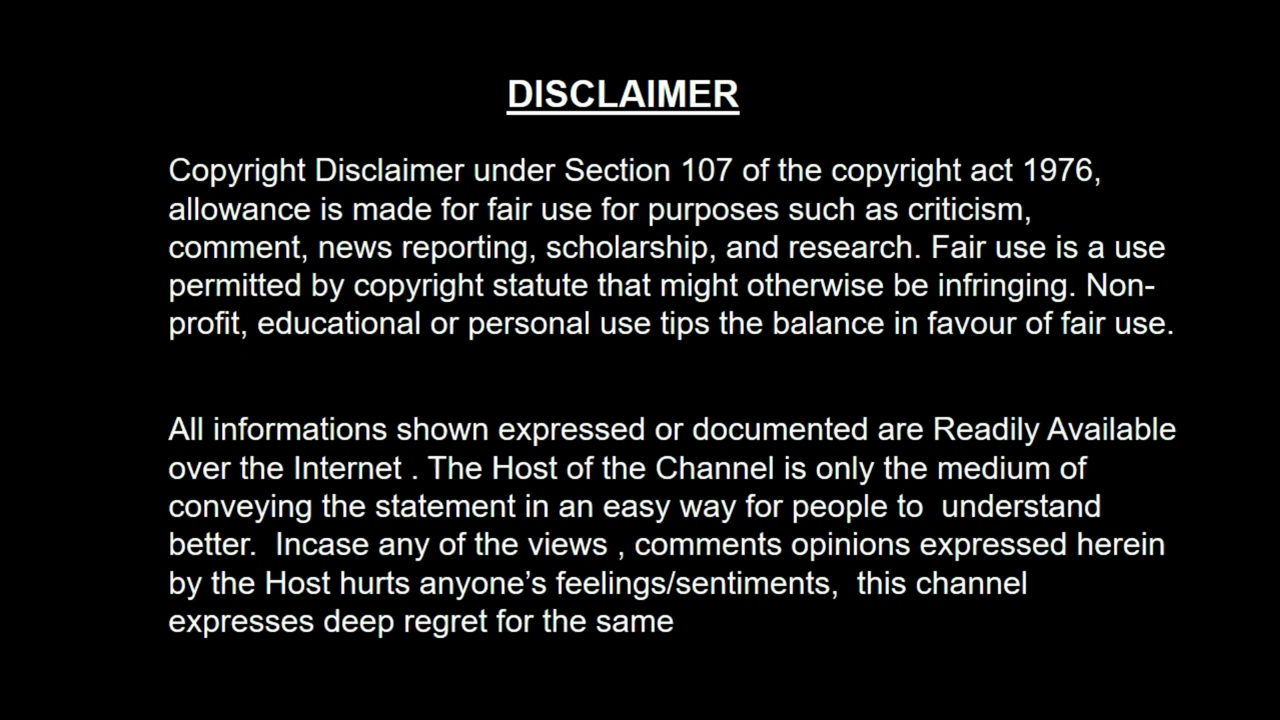 DISCLAIMER
Copyright Disclaimer under Section 107 of the copyright act 1976,
allowance is made for fair use for purposes such as criticism,
comment, news reporting, scholarship, and research. Fair use is a use
permitted by copyright statute that might otherwise be infringing. Non-
profit, educational or personal use tips the balance in favour of fair use.
All informations shown expressed or documented are Readily Available
over the Internet . The Host of the Channel is only the medium of
conveying the statement in an easy way for people to  understand
better.  Incase any of the views , comments opinions expressed herein
by the Host hurts anyone’s feelings/sentiments,  this channel
expresses deep regret for the same